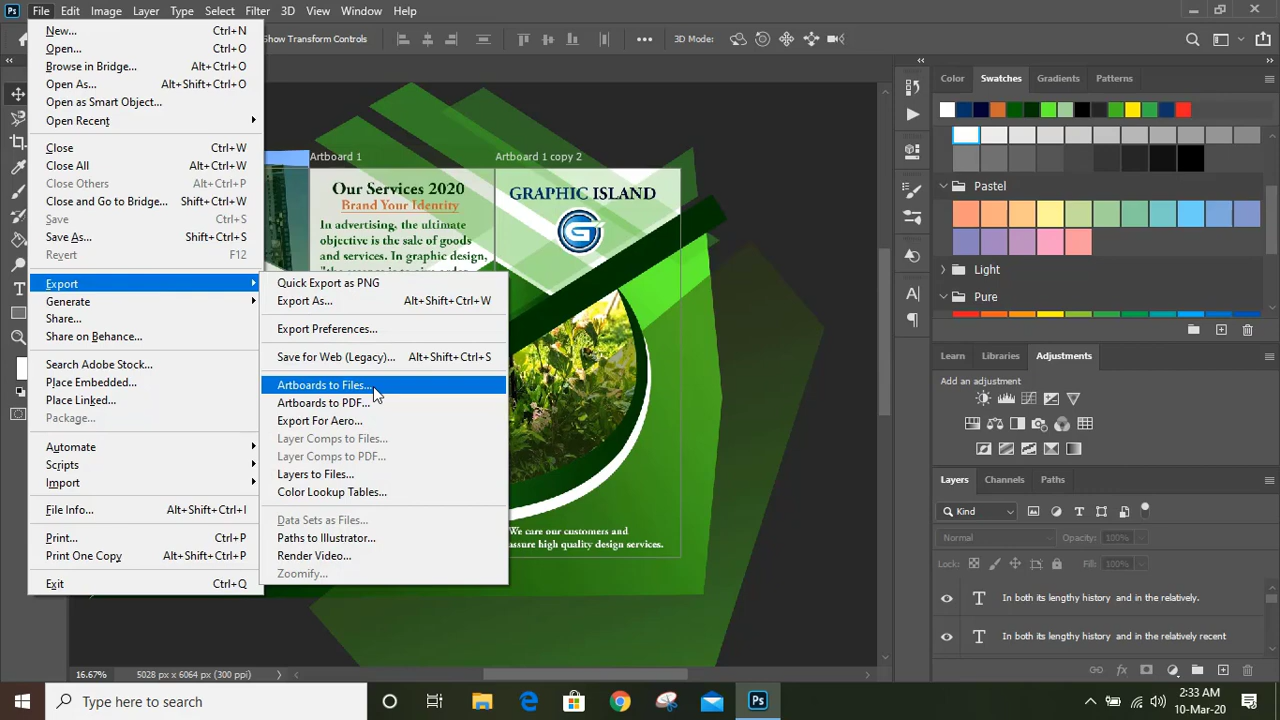 Ps
File Edit Image Layer Type Select Filter 3D View Window Help
New... Ctrl+N
Open... Ctrl+O
Browse in Bridge... Alt+Ctrl+O
Open As... Alt+Shift+Ctrl+O
Open as Smart Object...
Open Recent
Close Ctrl+W
Close All Alt+Ctrl+W
Close Others Alt+Ctrl+P
Close and Go to Bridge... Shift+Ctrl+W
Save Ctrl+S
Save As... Shift+Ctrl+S
Revert F12
Export
Generate
Share...
Share on Behance...
Search Adobe Stock...
Place Embedded...
Place Linked...
Package...
Automate
Scripts
Import
File Info... Alt+Shift+Ctrl+I
Print... Ctrl+P
Print One Copy Alt+Shift+Ctrl+P
Exit Ctrl+Q
Quick Export as PNG
Export As... Alt+Shift+Ctrl+W
Export Preferences...
Save for Web (Legacy)... Alt+Shift+Ctrl+S
Artboards to Files...
Artboards to PDF...
Export For Aero...
Layer Comps to Files...
Layer Comps to PDF...
Layers to Files...
Color Lookup Tables...
Data Sets as Files...
Paths to Illustrator...
Render Video...
Zoomify...
Show Transform Controls
3D Mode:
Artboard 1
Artboard 1 copy 2
Our Services 2020
Brand Your Identity
In advertising, the ultimate
objective is the sale of goods
and services. In graphic design,
GRAPHIC ISLAND
G
We care our customers and
assure high quality design services.
16.67% 5028 px x 6064 px (300 ppi)
Color Swatches Gradients Patterns
Pastel
Light
Pure
Learn Libraries Adjustments
Add an adjustment
Layers Channels Paths
Kind
Normal Opacity: 100%
Lock: Fill: 100%
T In both its lengthy history and in the relatively.
T In both its lengthy history and in the relatively recent
Type here to search
Ps
2:33 AM
10-Mar-20